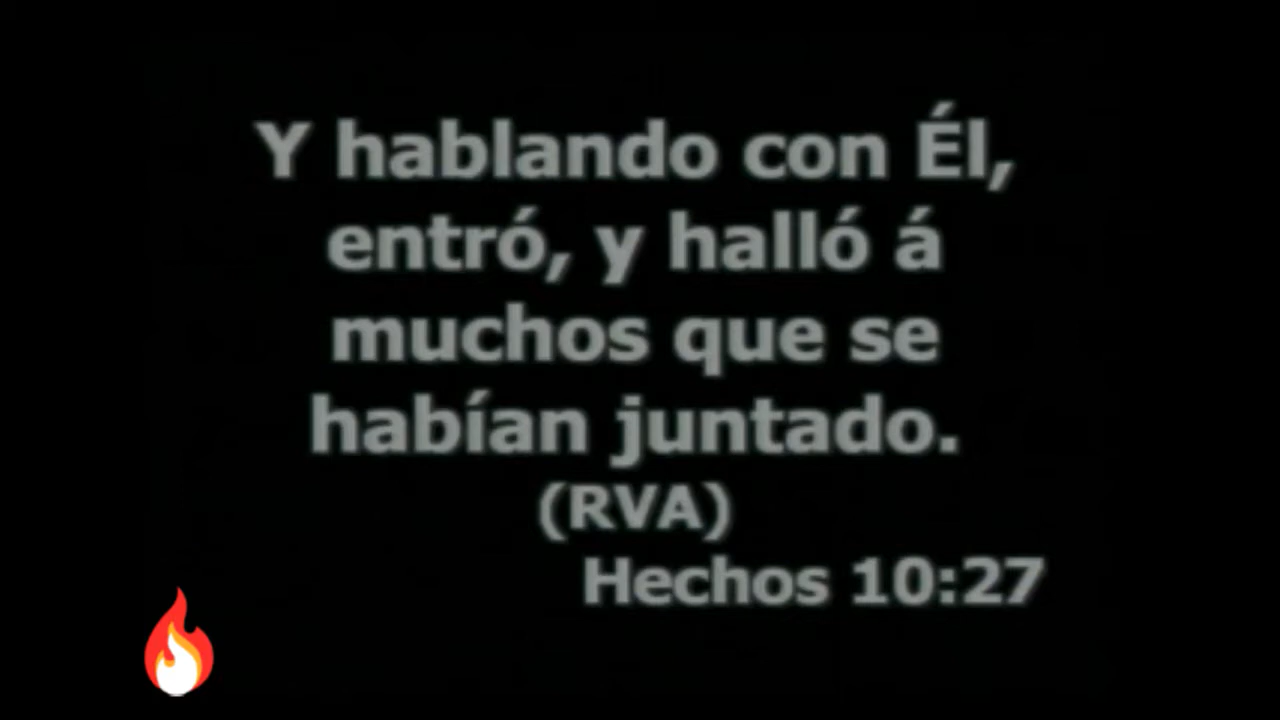 Y hablando con Él,
entró, y halló á
muchos que se
habían juntado.
(RVA)
Hechos 10:27